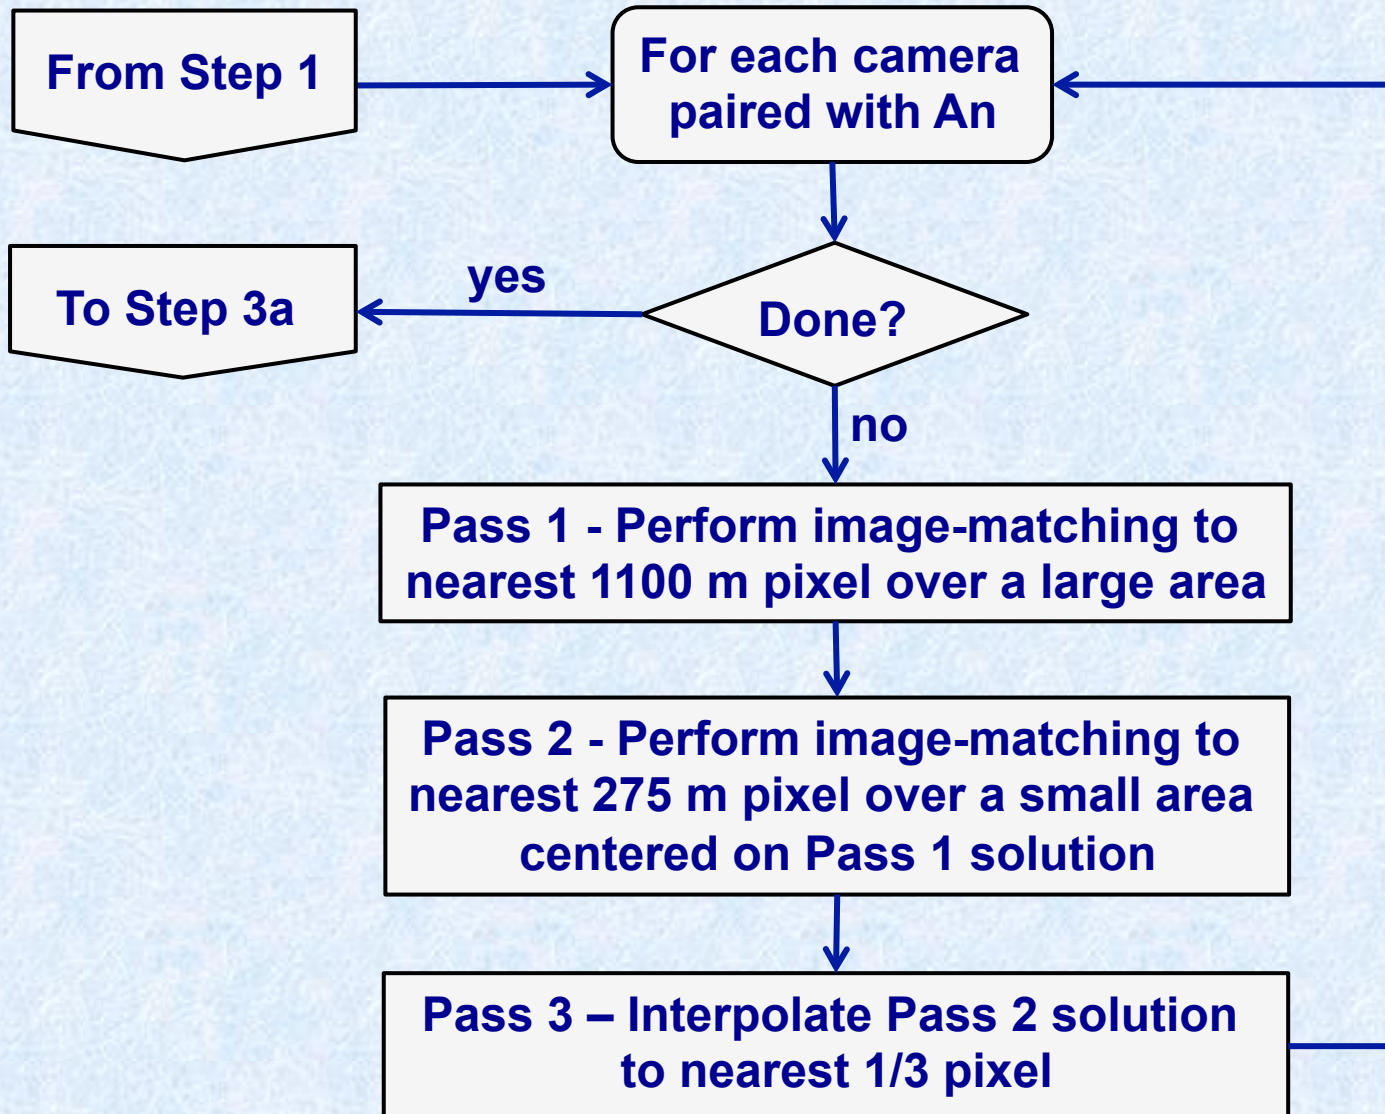 From Step 1
For each camera
paired with An
yes
To Step 3a
Done?
no
Pass 1 - Perform image-matching to
nearest 1100 m pixel over a large area
Pass 2 - Perform image-matching to
nearest 275 m pixel over a small area
centered on Pass 1 solution
Pass 3 – Interpolate Pass 2 solution
to nearest 1/3 pixel